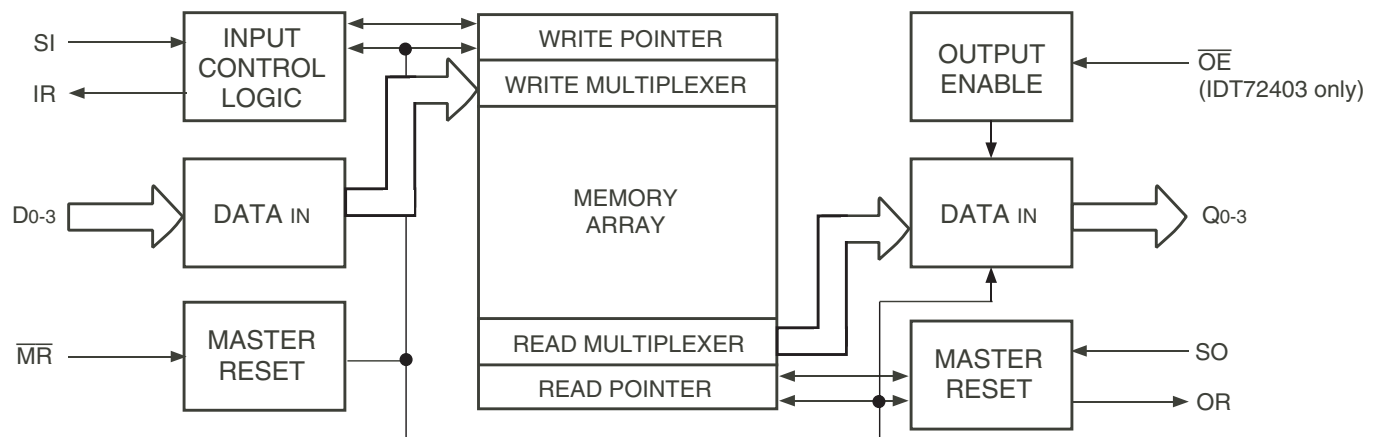 SI
IR
INPUT
CONTROL
LOGIC
WRITE POINTER
WRITE MULTIPLEXER
OUTPUT
ENABLE
OE
(IDT72403 only)
D0-3
DATA IN
MEMORY
ARRAY
DATA IN
Q0-3
MR
MASTER
RESET
READ MULTIPLEXER
READ POINTER
MASTER
RESET
SO
OR